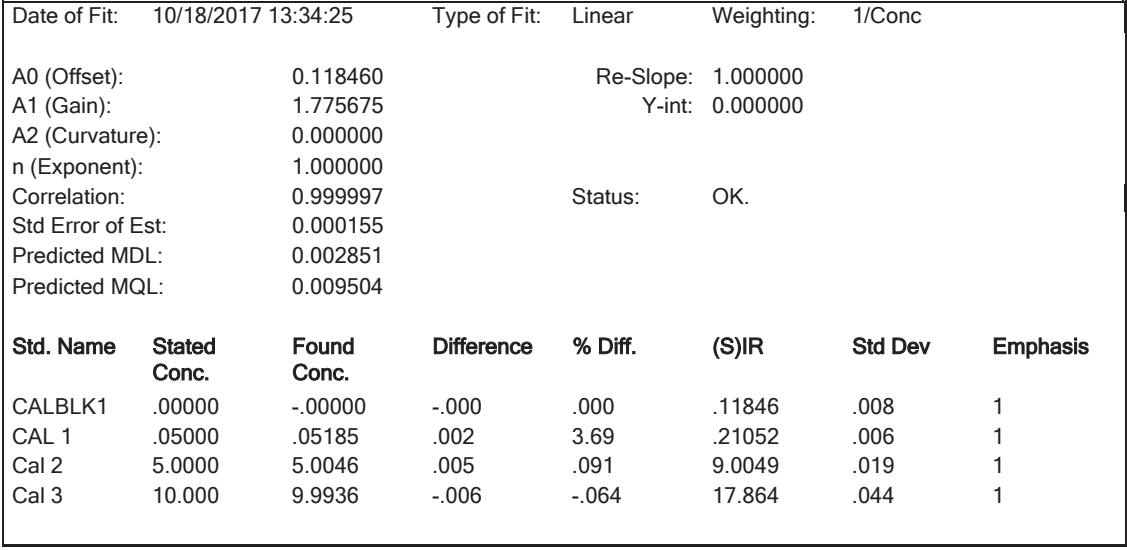 Date of Fit: 10/18/2017 13:34:25 Type of Fit: Linear Weighting: 1/Conc
A0 (Offset): 0.118460 Re-Slope: 1.000000
A1 (Gain): 1.775675 Y-int: 0.000000
A2 (Curvature): 0.000000
n (Exponent): 1.000000
Correlation: 0.999997 Status: OK.
Std Error of Est: 0.000155
Predicted MDL: 0.002851
Predicted MQL: 0.009504
Std. Name Stated Found Difference % Diff. (S)IR Std Dev Emphasis
Conc. Conc.
CALBLK1 .00000 -.00000 -.000 .000 .11846 .008 1
CAL 1 .05000 .05185 .002 3.69 .21052 .006 1
Cal 2 5.0000 5.0046 .005 .091 9.0049 .019 1
Cal 3 10.000 9.9936 -.006 -.064 17.864 .044 1